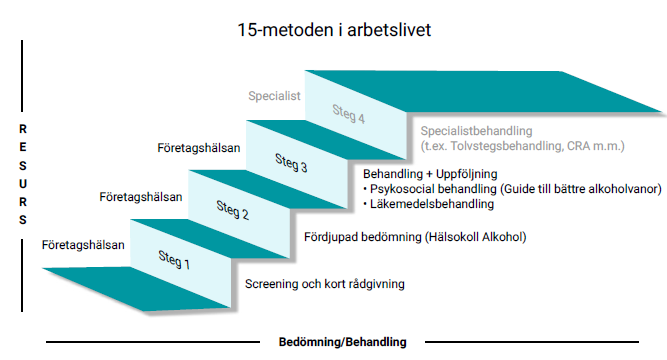 15-metoden i arbetslivet
RESURS
Specialist
Steg 4
Specialistbehandling
(t.ex. Tolvstegsbehandling, CRA m.m.)
Företagshälsan
Steg 3
Behandling + Uppföljning
• Psykosocial behandling (Guide till bättre alkoholvanor)
• Läkemedelsbehandling
Företagshälsan
Steg 2
Fördjupad bedömning (Hälsokoll Alkohol)
Företagshälsan
Steg 1
Screening och kort rådgivning
Bedömning/Behandling